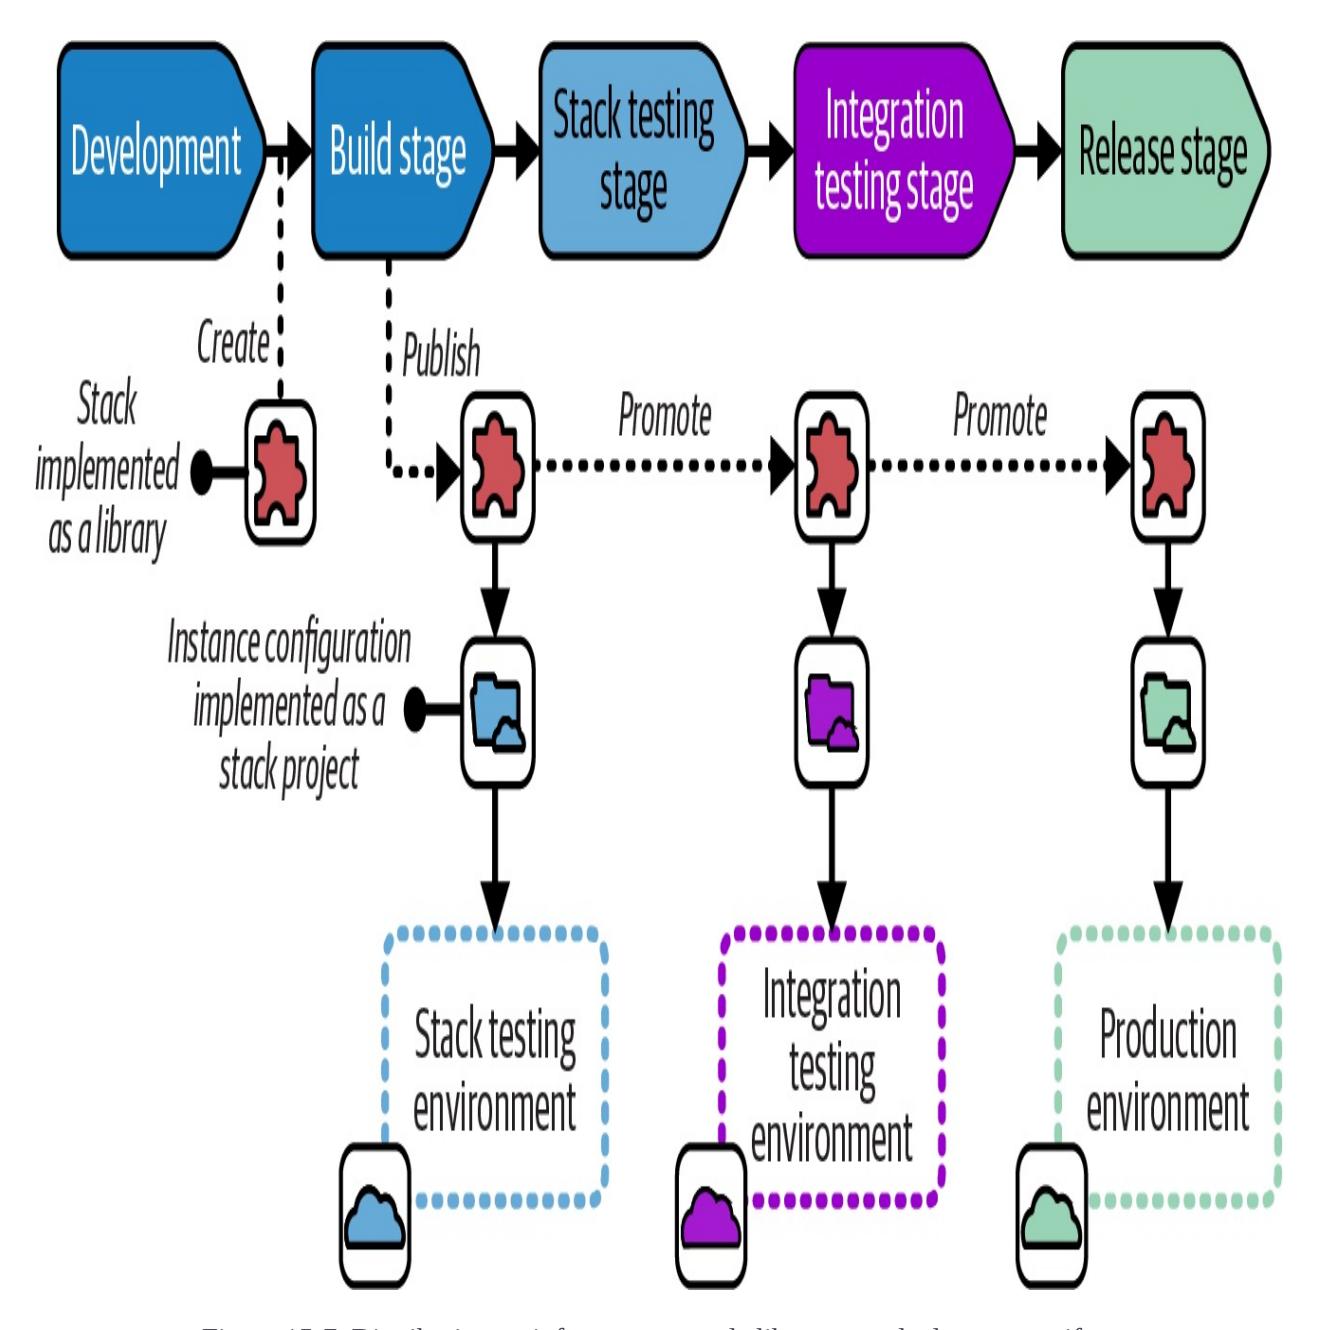 Development
Build stage
Stack testing
stage
Integration
testing stage
Release stage
Create
Publish
Stack
implemented
as a library
Promote
Promote
Instance configuration
implemented as a
stack project
Stack testing
environment
Integration
testing
environment
Production
environment